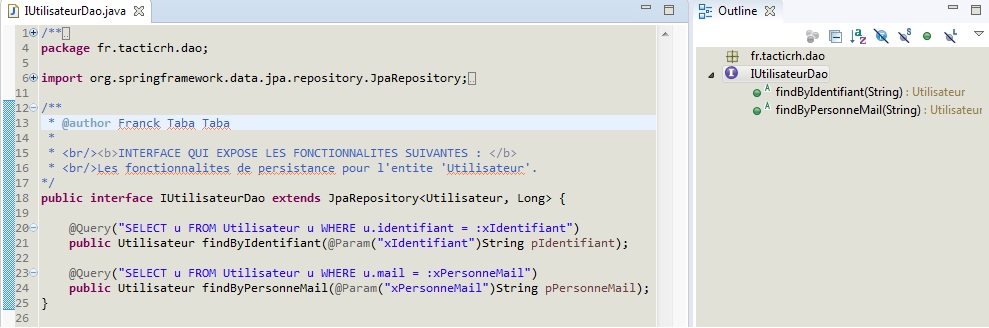 IUtilisateurDao.java
1 /**
4 package fr.tacticrh.dao;
5
6 import org.springframework.data.jpa.repository.JpaRepository;
11
12 /**
13 * @author Franck Taba Taba
14 *
15 * <br/><b>INTERFACE QUI EXPOSE LES FONCTIONNALITES SUIVANTES : </b>
16 * <br/>Les fonctionnalites de persistance pour l'entite 'Utilisateur'.
17 */
18 public interface IUtilisateurDao extends JpaRepository<Utilisateur, Long> {
19
20 @Query("SELECT u FROM Utilisateur u WHERE u.identifiant = :xIdentifiant")
21 public Utilisateur findByIdentifiant(@Param("xIdentifiant")String pIdentifiant);
22
23 @Query("SELECT u FROM Utilisateur u WHERE u.mail = :xPersonneMail")
24 public Utilisateur findByPersonneMail(@Param("xPersonneMail")String pPersonneMail);
25 }
26
Outline
fr.tacticrh.dao
IUtilisateurDao
findByIdentifiant(String) : Utilisateur
findByPersonneMail(String) : Utilisateur